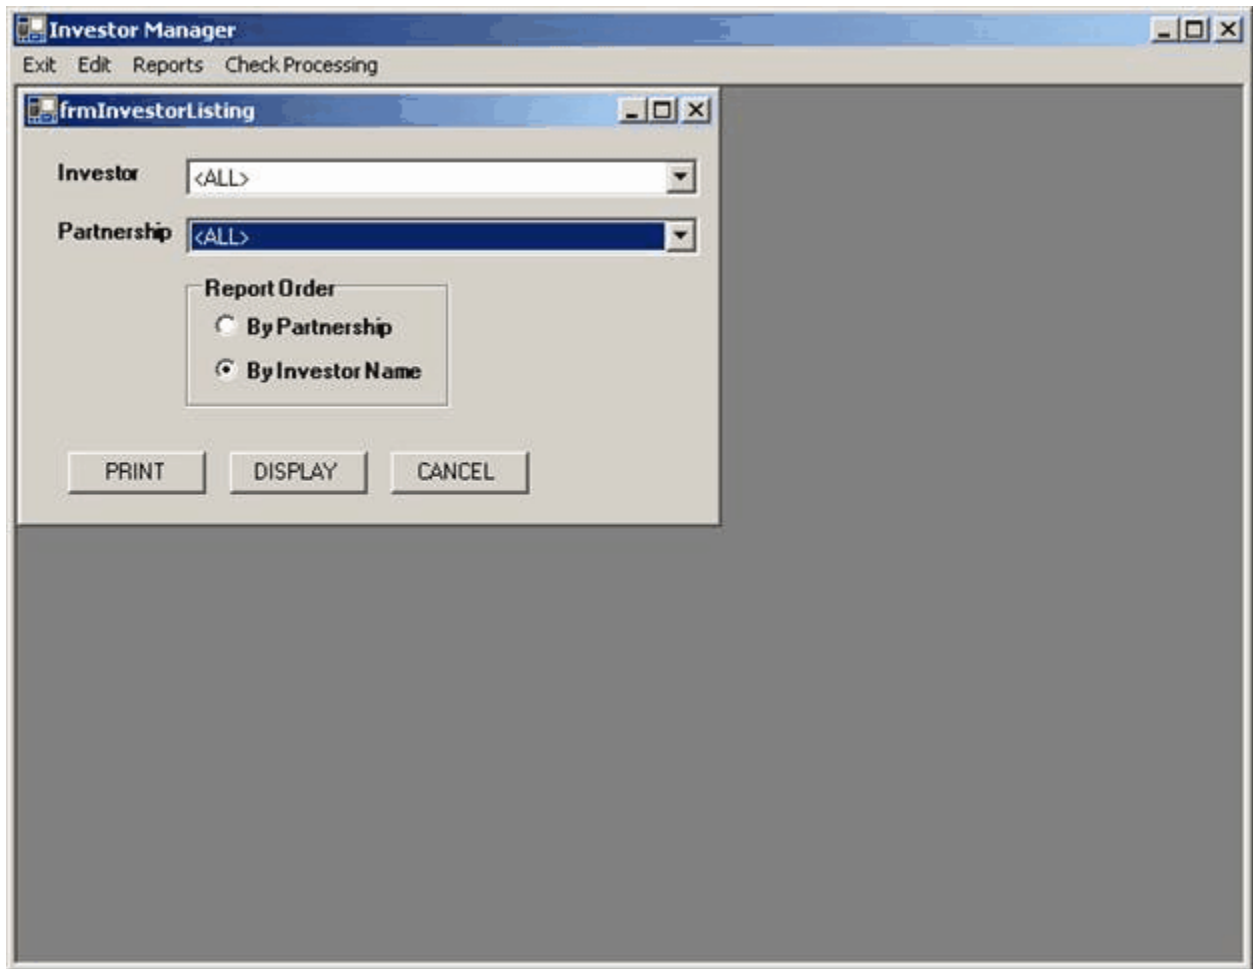 Investor Manager
Exit Edit Reports Check Processing
frmInvestorListing
Investor <ALL>
Partnership <ALL>
Report Order
By Partnership
By Investor Name
PRINT DISPLAY CANCEL